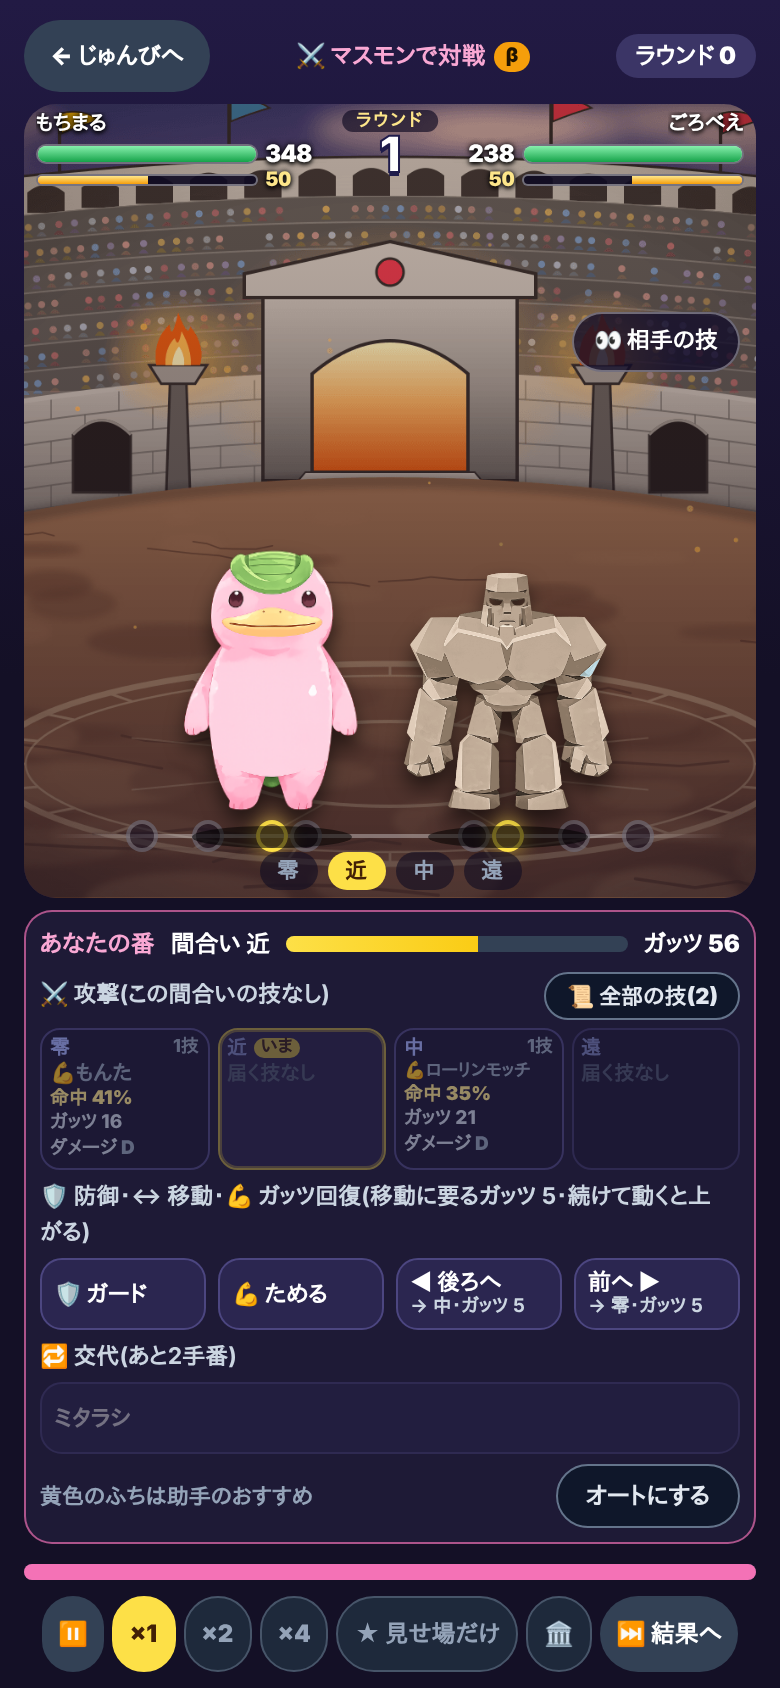 ← じゅんびへ
⚔️ マスモンで対戦 β
ラウンド 0
もちまる
ラウンド
ごろべえ
348
1
238
50
50
👀 相手の技
零 近 中 遠
あなたの番 間合い 近 ガッツ 56
⚔️ 攻撃(この間合いの技なし)
📜 全部の技(2)
零 1技
💪もんた
命中 41%
ガッツ 16
ダメージ D
近 いま
届く技なし
中 1技
💪ローリンモッチ
命中 35%
ガッツ 21
ダメージ D
遠
届く技なし
🛡️ 防御・↔ 移動・💪 ガッツ回復(移動に要るガッツ 5・続けて動くと上
がる)
🛡️ ガード
💪 ためる
◀ 後ろへ
→ 中・ガッツ 5
前へ ▶
→ 零・ガッツ 5
🔁 交代(あと2手番)
ミタラシ
黄色のふちは助手のおすすめ
オートにする
⏸ ×1 ×2 ×4 ★ 見せ場だけ 🏛️ ⏭ 結果へ